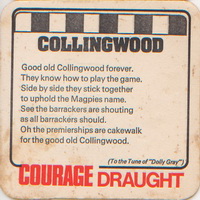 COLLINGWOOD
Good old Collingwood forever.
They know how to play the game.
Side by side they stick together
to uphold the Magpies name.
See the barrackers are shouting
as all barrackers should.
Oh the premierships are cakewalk
for the good old Collingwood.
(To the Tune of "Dolly Gray")
COURAGE DRAUGHT